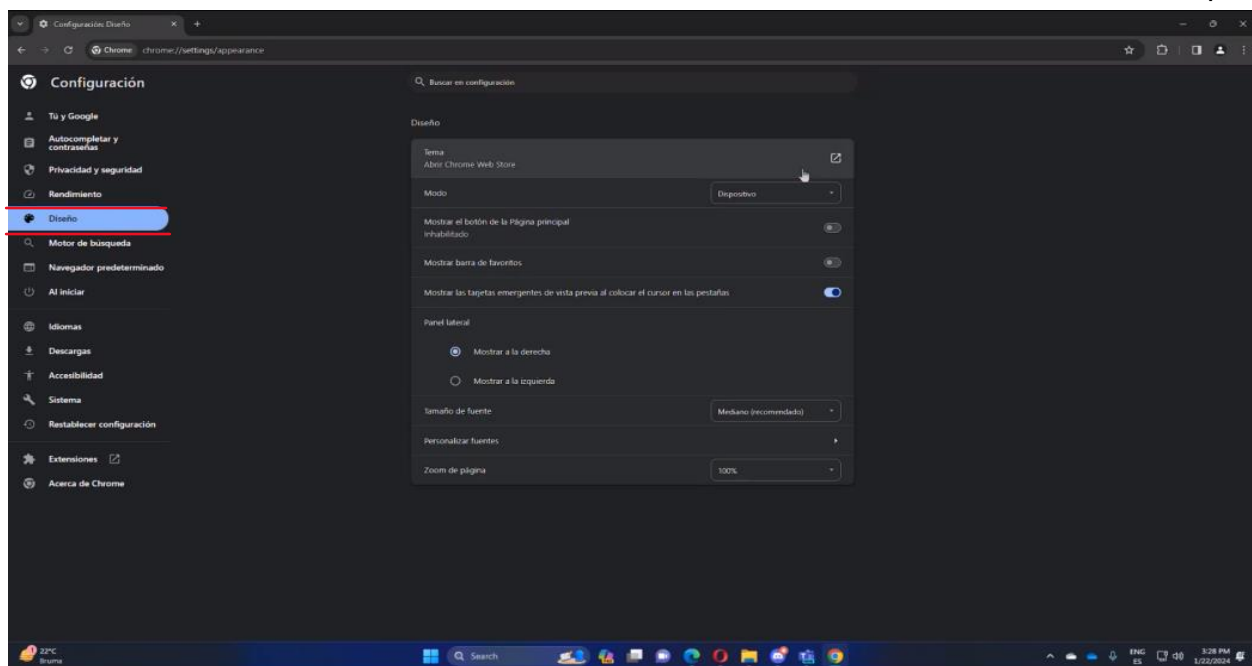 Configuración: Diseño
Chrome
chrome://settings/appearance
Configuración
Buscar en configuración
Tú y Google
Autocompletar y
contraseñas
Privacidad y seguridad
Rendimiento
Diseño
Motor de búsqueda
Navegador predeterminado
Al iniciar
Idiomas
Descargas
Accesibilidad
Sistema
Restablecer configuración
Extensiones
Acerca de Chrome
Diseño
Tema
Abrir Chrome Web Store
Modo
Dispositivo
Mostrar el botón de la Página principal
Inhabilitado
Mostrar barra de favoritos
Mostrar las tarjetas emergentes de vista previa al colocar el cursor en las pestañas
Panel lateral
Mostrar a la derecha
Mostrar a la izquierda
Tamaño de fuente
Mediano (recomendado)
Personalizar fuentes
Zoom de página
100%
1
22°C
Bruma
Search
ENG
ES
3:28 PM
1/22/2024